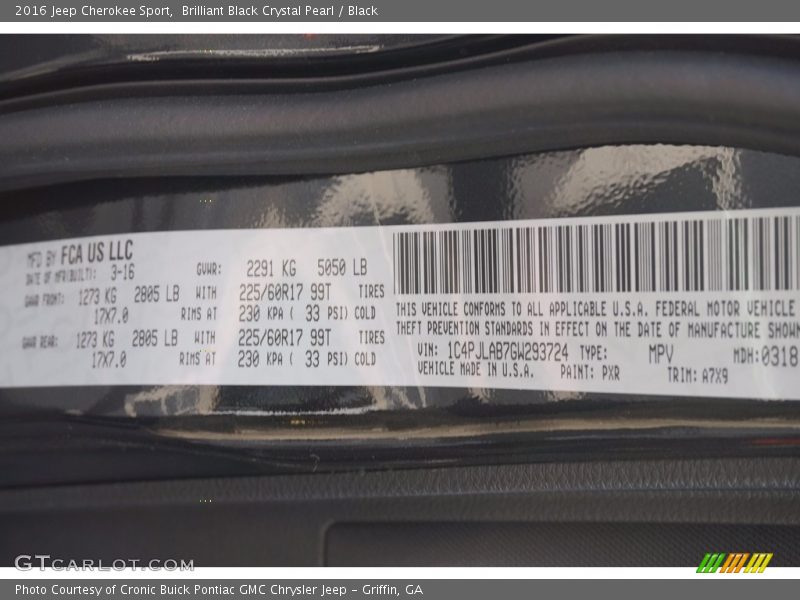 2016 Jeep Cherokee Sport,  Brilliant Black Crystal Pearl / Black
MFD BY FCA US LLC
DATE OF MFR(BUILT): 3-16 GVWR: 2291 KG 5050 LB
GAWR FRONT: 1273 KG 2805 LB WITH 225/60R17 99T TIRES
17X7.0 RIMS AT 230 KPA ( 33 PSI) COLD
GAWR REAR: 1273 KG 2805 LB WITH 225/60R17 99T TIRES
17X7.0 RIMS AT 230 KPA ( 33 PSI) COLD
THIS VEHICLE CONFORMS TO ALL APPLICABLE U.S.A. FEDERAL MOTOR VEHICLE
THEFT PREVENTION STANDARDS IN EFFECT ON THE DATE OF MANUFACTURE SHOWN
VIN: 1C4PJLAB7GW293724 TYPE: MPV MDH:0318
VEHICLE MADE IN U.S.A. PAINT: PXR TRIM: A7X9
GTCARLOT.COM
Photo Courtesy of Cronic Buick Pontiac GMC Chrysler Jeep - Griffin, GA